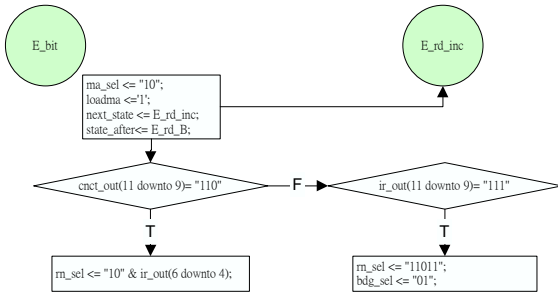 E_bit
E_rd_inc
ma_sel <= "10";
loadma <='1';
next_state <= E_rd_inc;
state_after<= E_rd_B;
cnct_out(11 downto 9)= "110"
F
ir_out(11 downto 9)= "111"
T
T
rn_sel <= "10" & ir_out(6 downto 4);
rn_sel <= "11011";
bdg_sel <= "01";